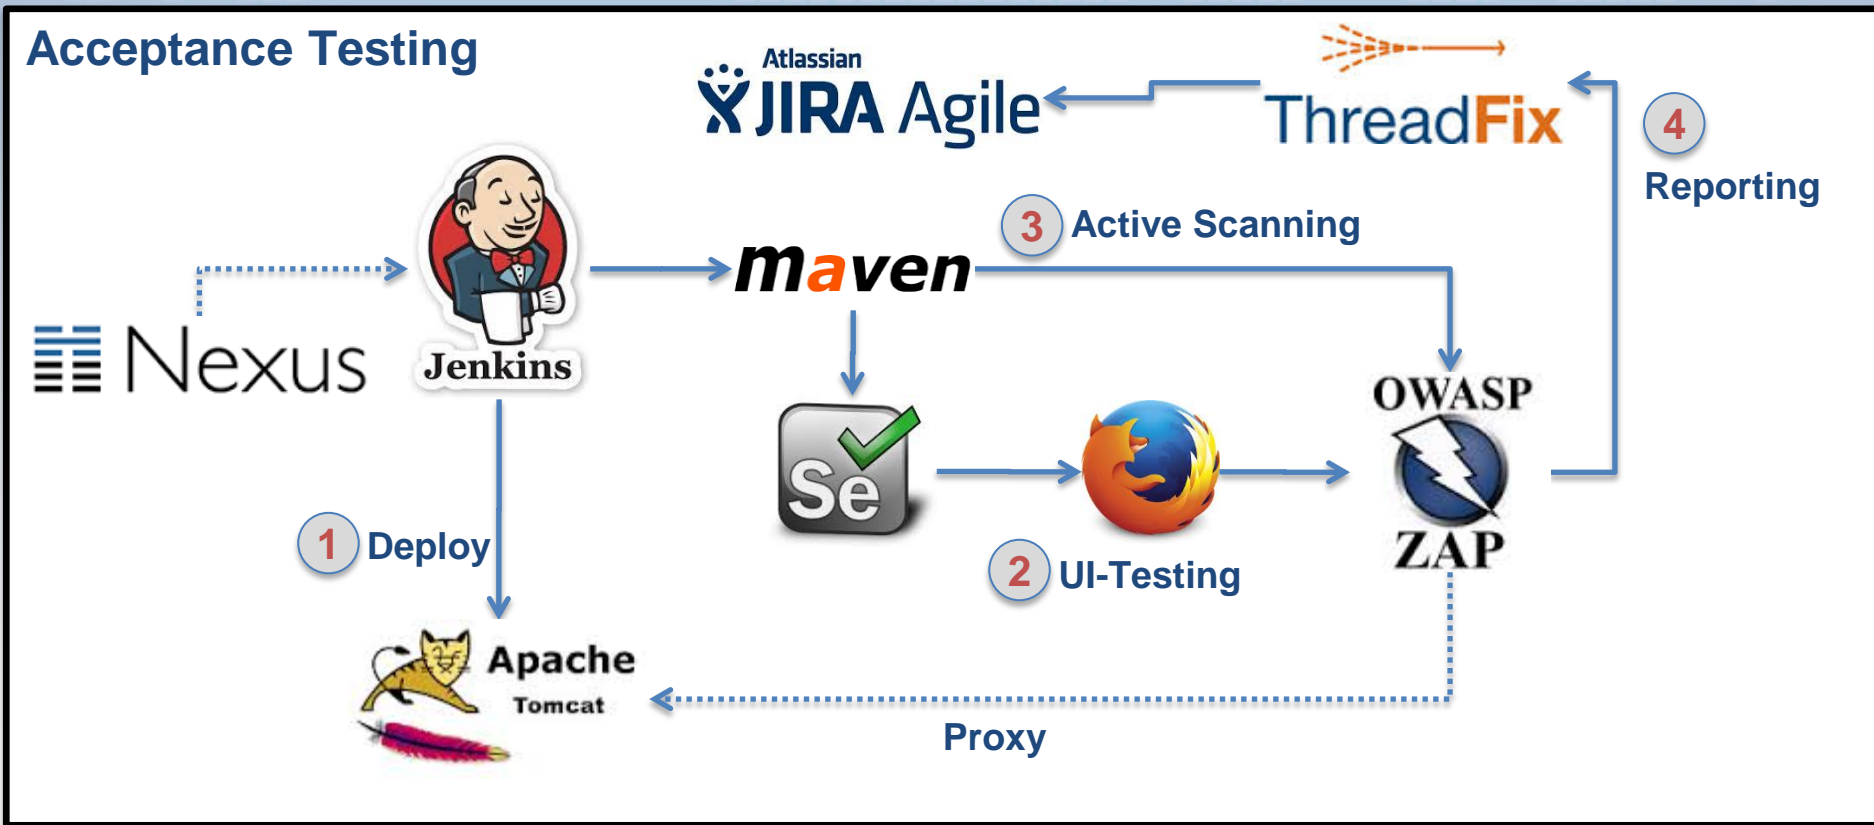 Acceptance Testing
Atlassian
JIRA Agile
ThreadFix
4
Reporting
3 Active Scanning
maven
Nexus
Jenkins
OWASP
Se
ZAP
1 Deploy
2 UI-Testing
Apache
Tomcat
Proxy